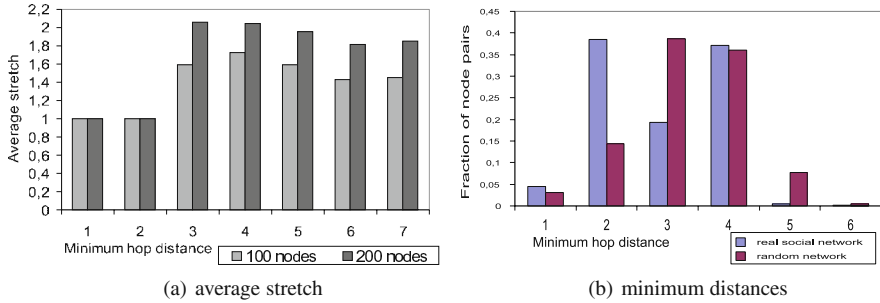 Average stretch
2,2
2
1,8
1,6
1,4
1,2
1
0,8
0,6
0,4
0,2
0
1 2 3 4 5 6 7
Minimum hop distance
100 nodes 200 nodes
(a) average stretch
Fraction of node pairs
0,45
0,4
0,35
0,3
0,25
0,2
0,15
0,1
0,05
0
1 2 3 4 5 6
Minimum hop distance
real social network
random network
(b) minimum distances